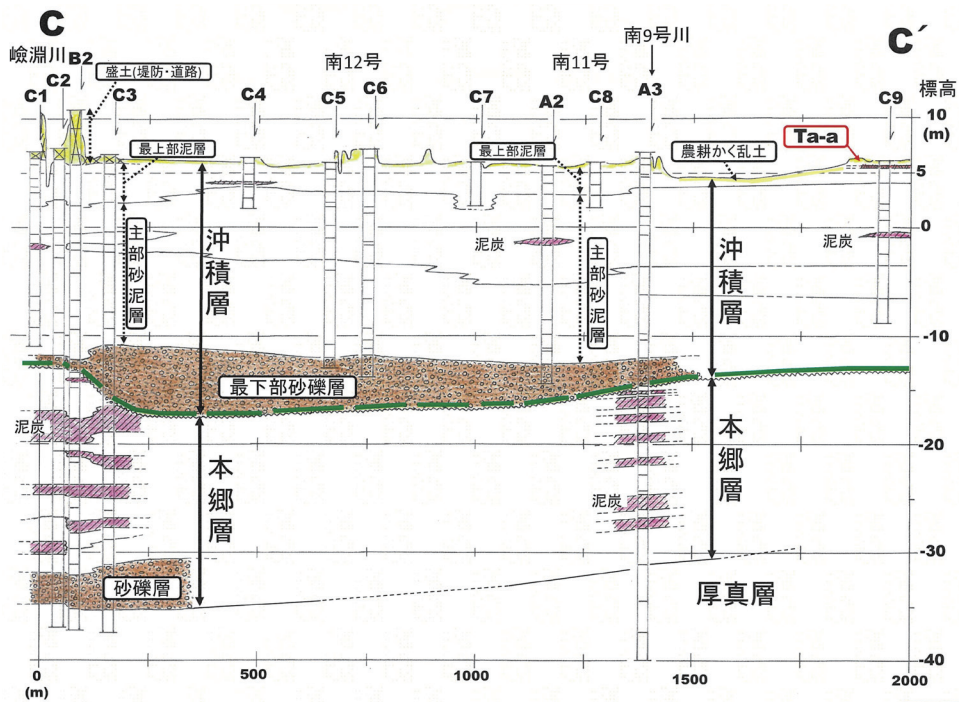 C
C´
嶮淵川
B2
C2
C1
盛土(堤防・道路)
C3
C4
南12号
C5
C6
C7
南11号
A2
C8
南9号川
A3
C9
標高
10
(m)
Ta-a
最上部泥層
最上部泥層
農耕かく乱土
5
0
主部砂泥層
沖積層
泥炭
主部砂泥層
沖積層
泥炭
-10
最下部砂礫層
泥炭
本郷層
本郷層
-20
泥炭
-30
砂礫層
厚真層
-40
0
(m)
500
1000
1500
2000